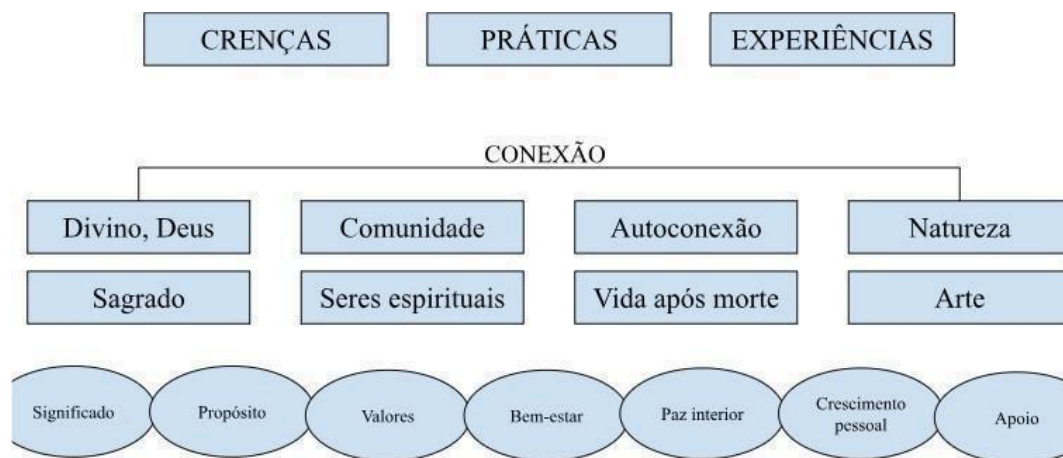 CRENÇAS PRÁTICAS EXPERIÊNCIAS
CONEXÃO
Divino, Deus Comunidade Autoconexão Natureza
Sagrado Seres espirituais Vida após morte Arte
Significado Propósito Valores Bem-estar Paz interior Crescimento pessoal Apoio